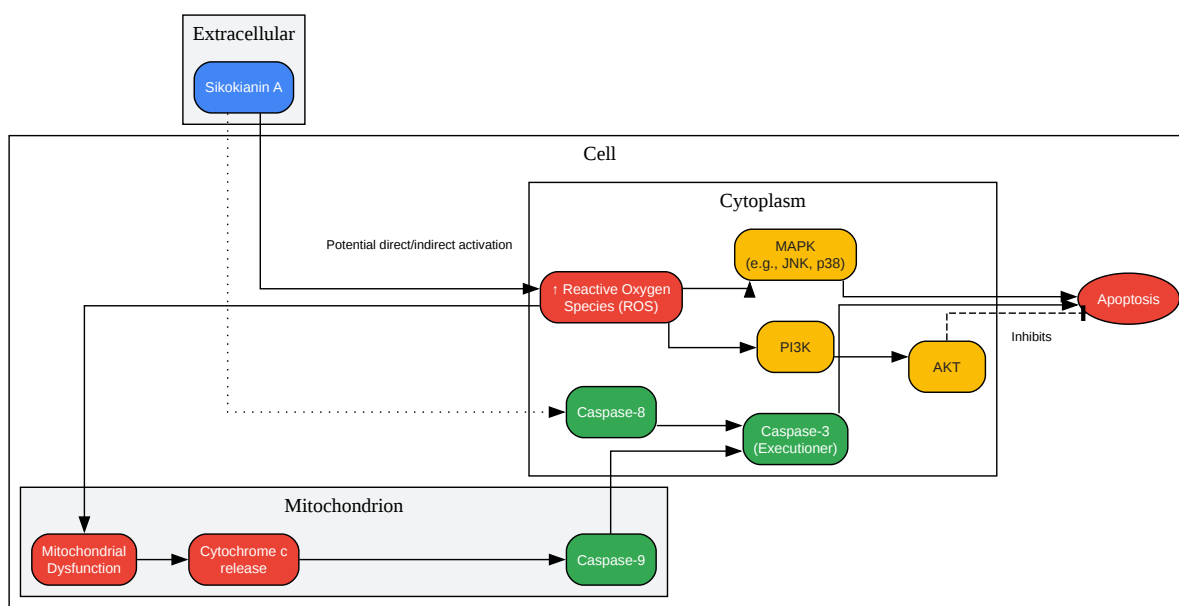 Extracellular
Sikokianin A
Cell
Cytoplasm
Potential direct/indirect activation
MAPK
(e.g., JNK, p38)
↑ Reactive Oxygen
Species (ROS)
Apoptosis
Inhibits
PI3K
AKT
Caspase-8
Caspase-3
(Executioner)
Mitochondrion
Mitochondrial
Dysfunction
Cytochrome c
release
Caspase-9